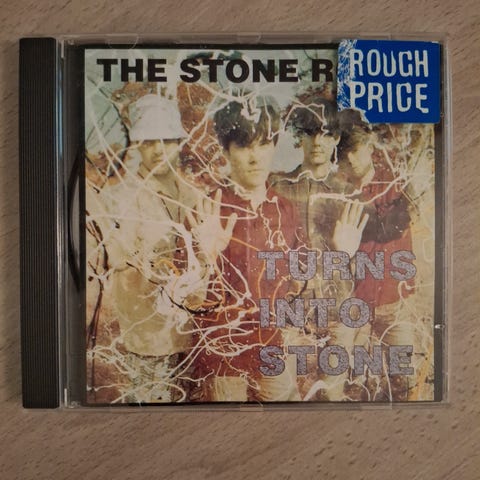 THE STONE R
ROUGH
PRICE
TURNS
INTO
STONE